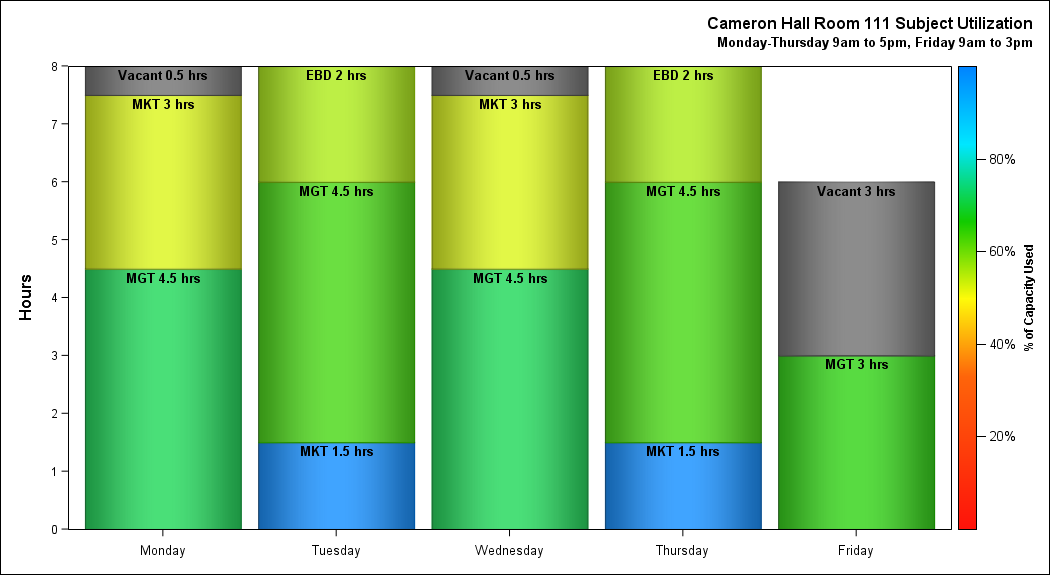 Cameron Hall Room 111 Subject Utilization
Monday-Thursday 9am to 5pm, Friday 9am to 3pm
8
7
6
5
4
3
2
1
0
Hours
Vacant 0.5 hrs
MKT 3 hrs
MGT 4.5 hrs
EBD 2 hrs
MGT 4.5 hrs
MKT 1.5 hrs
Vacant 0.5 hrs
MKT 3 hrs
MGT 4.5 hrs
EBD 2 hrs
MGT 4.5 hrs
MKT 1.5 hrs
Vacant 3 hrs
MGT 3 hrs
Monday
Tuesday
Wednesday
Thursday
Friday
80%
60%
40%
20%
% of Capacity Used